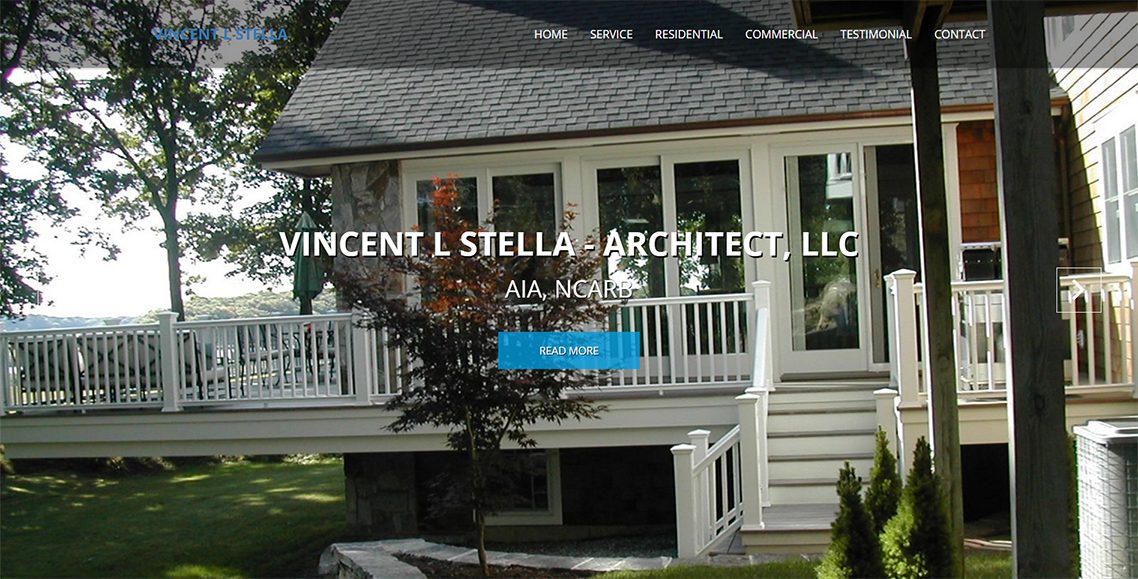 VINCENT L STELLA
HOME SERVICE RESIDENTIAL COMMERCIAL TESTIMONIAL CONTACT
VINCENT L STELLA - ARCHITECT, LLC
AIA, NCARB
READ MORE